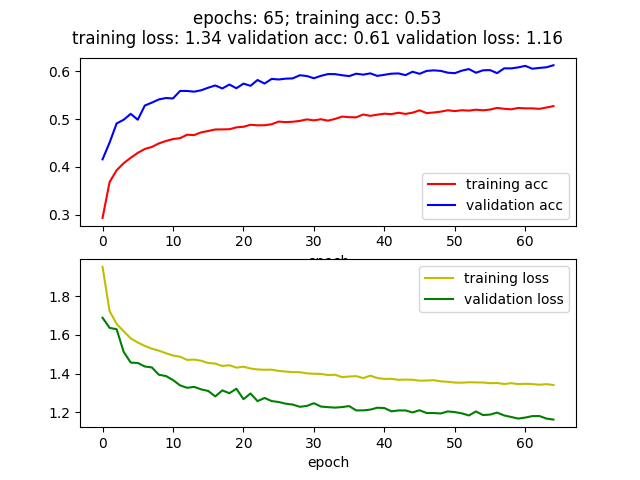 epochs: 65; training acc: 0.53
training loss: 1.34 validation acc: 0.61 validation loss: 1.16
0.6
0.5
0.4
0.3
training acc
validation acc
0 10 20 30 40 50 60
epoch
1.8
1.6
1.4
1.2
training loss
validation loss
0 10 20 30 40 50 60
epoch